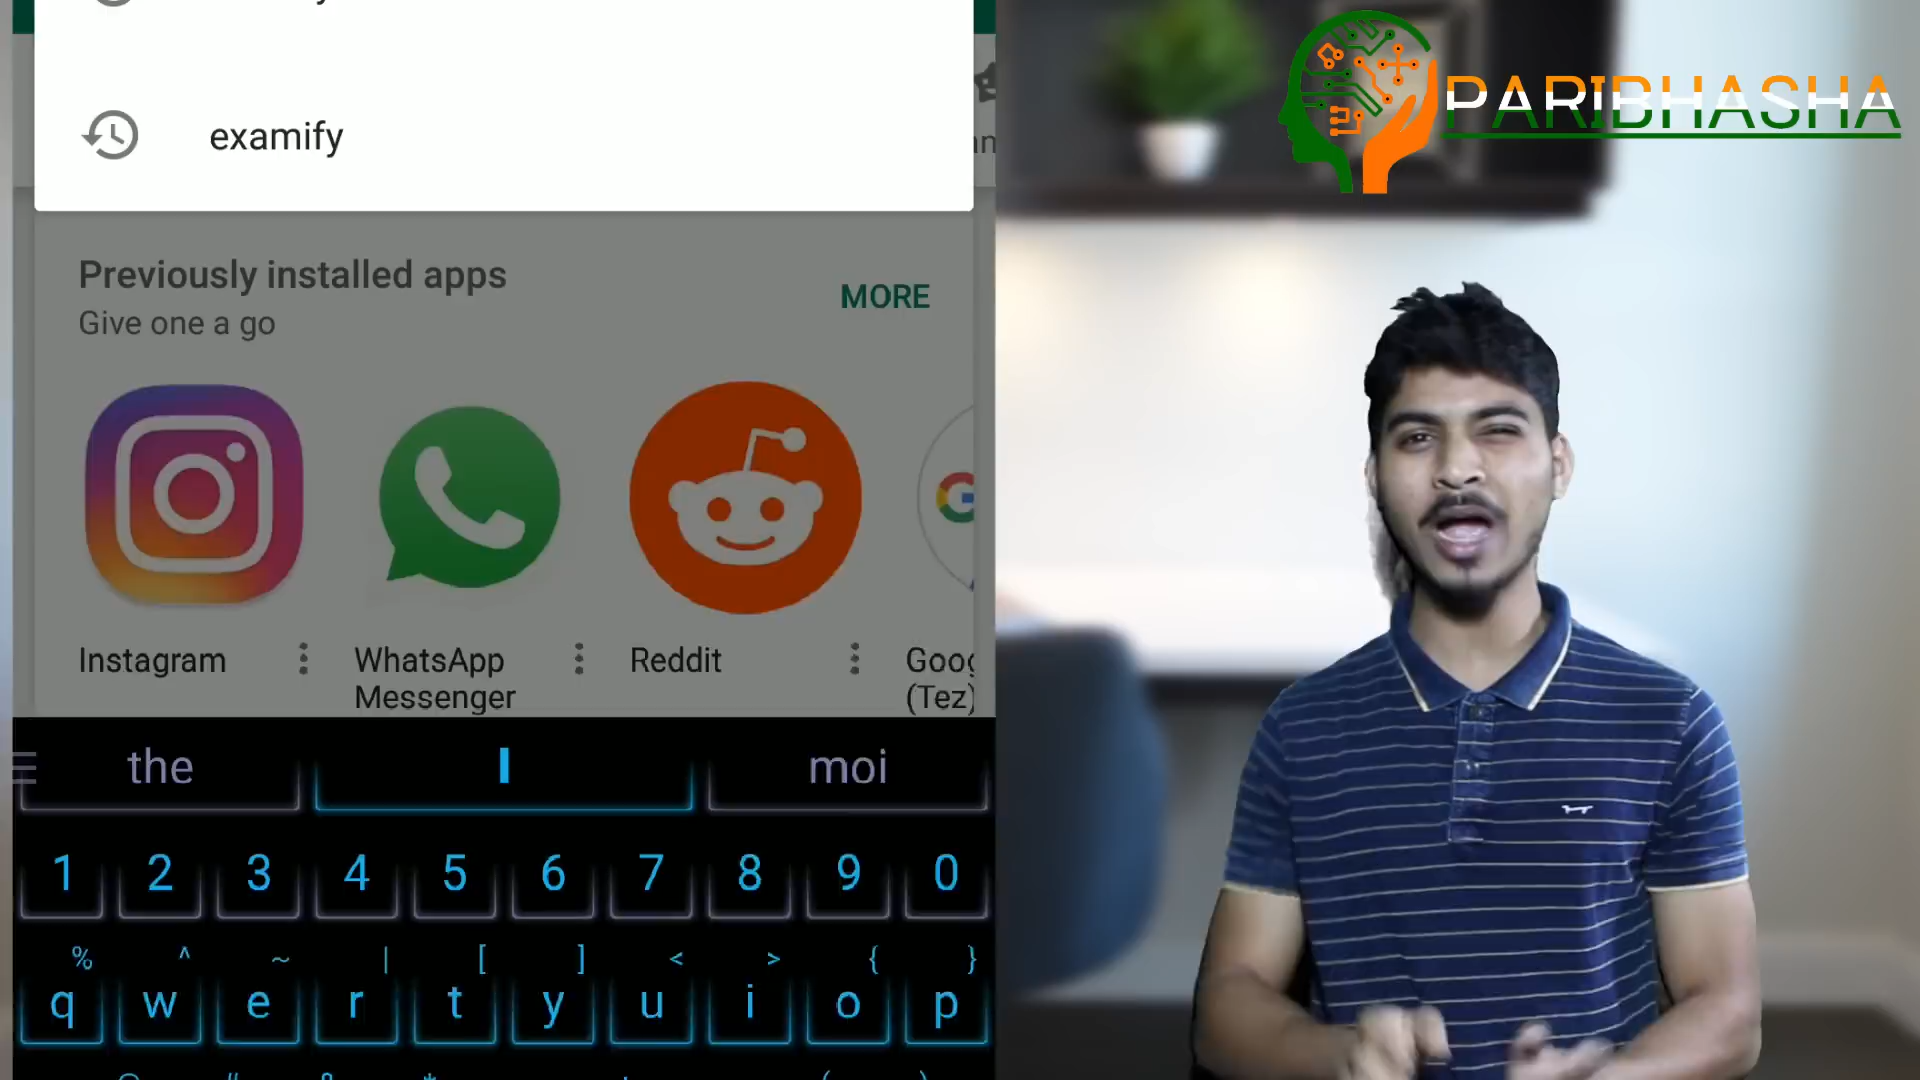 examify
PARIBHASHA
Previously installed apps
MORE
Give one a go
Instagram
WhatsApp
Messenger
Reddit
(Tez)
the
I
moi
1 2 3 4 5 6 7 8 9 0
% ^ ~ | [ ] < > { }
q w e r t y u i o p